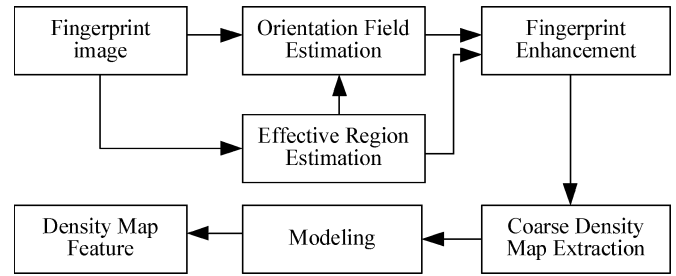 Fingerprint
image
Orientation Field
Estimation
Fingerprint
Enhancement
Effective Region
Estimation
Density Map
Feature
Modeling
Coarse Density
Map Extraction